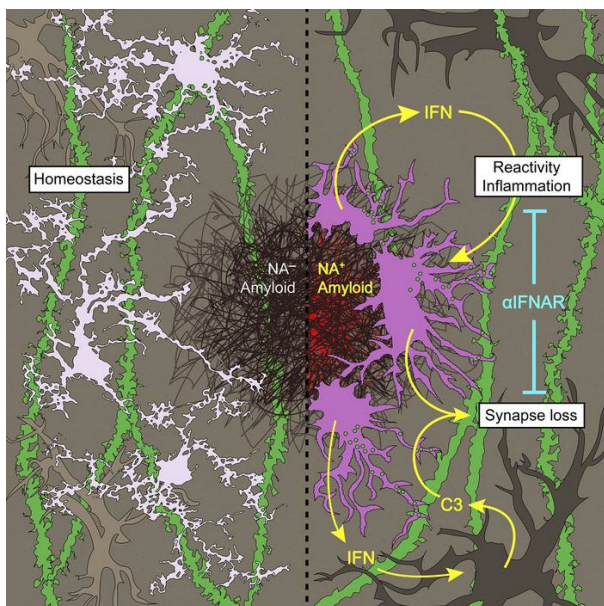 Homeostasis
NA⁻
Amyloid
NA⁺
Amyloid
IFN
Reactivity
Inflammation
αIFNAR
Synapse loss
C3
IFN